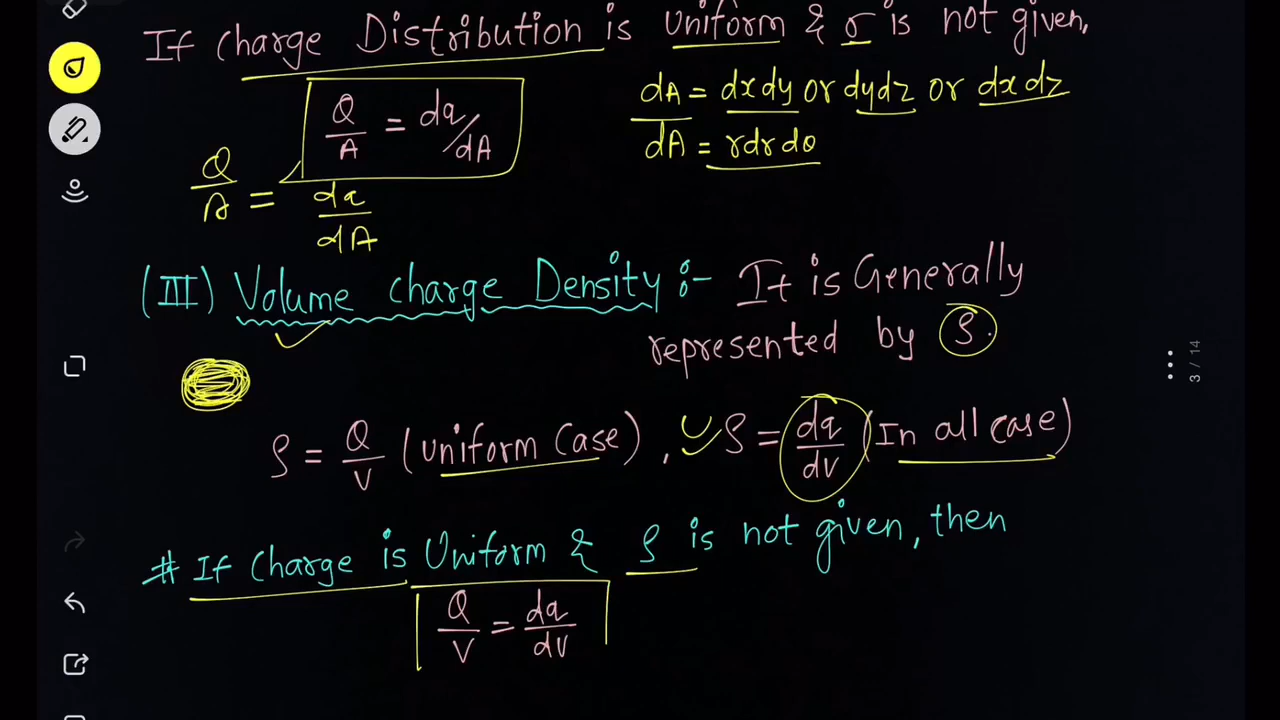 If Charge Distribution is Uniform & σ is not given,
Q/A = dq/dA
dA = dxdy or dydz or dxdz
dA = rdrdθ
Q/A = dq/dA
(III) Volume charge Density :- It is Generally
represented by ρ.
ρ = Q/V (Uniform Case), ρ = dq/dv (In all case)
# If Charge is Uniform & ρ is not given, then
Q/V = dq/dV
3 / 14